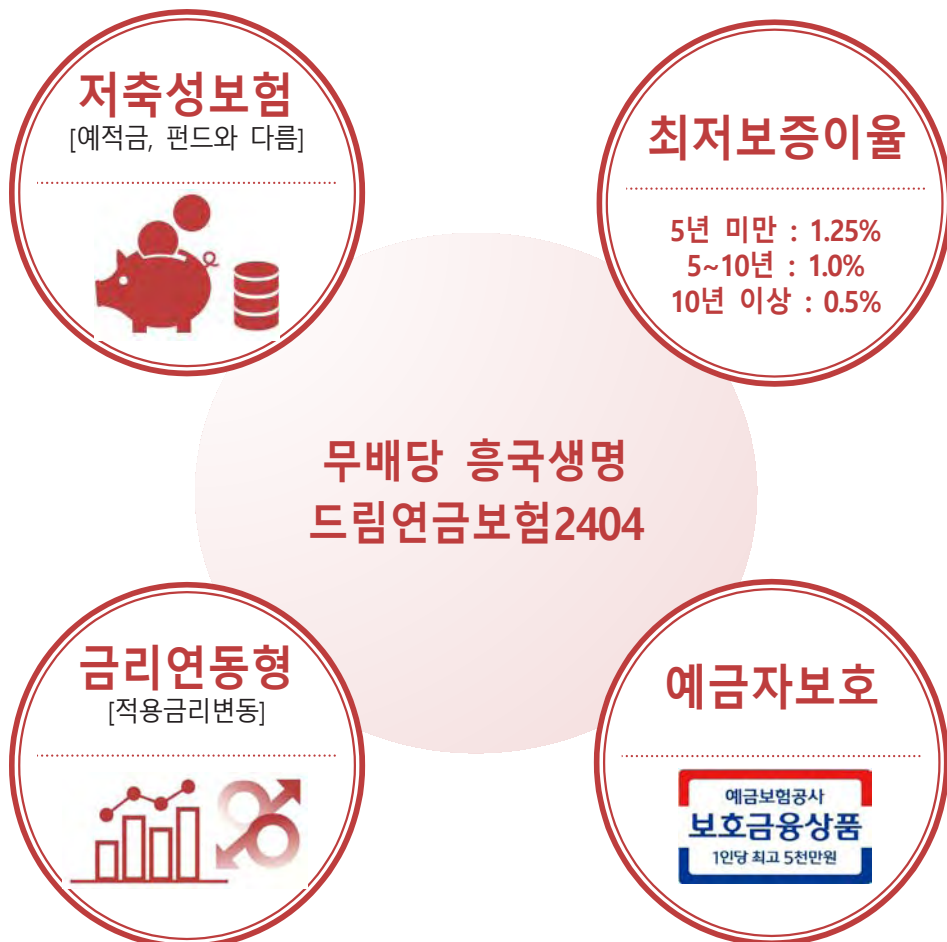 저축성보험
[예적금, 펀드와 다름]
최저보증이율
5년 미만 : 1.25%
5~10년 : 1.0%
10년 이상 : 0.5%
무배당 흥국생명
드림연금보험2404
금리연동형
[적용금리변동]
예금자보호
예금보험공사
보호금융상품
1인당 최고 5천만원